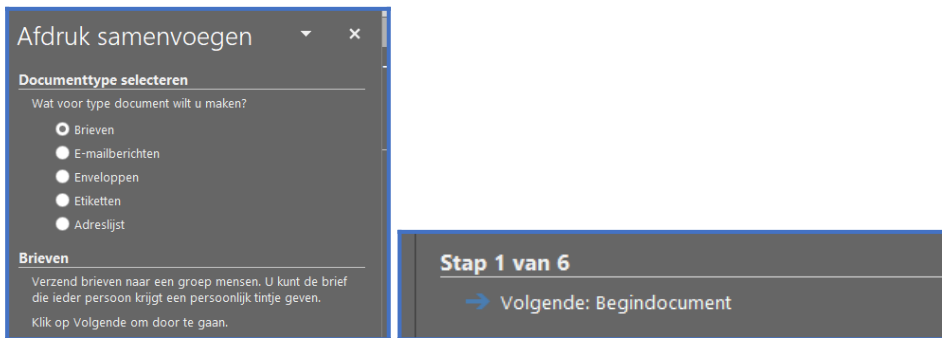 Afdruk samenvoegen
Documenttype selecteren
Wat voor type document wilt u maken?
Brieven
E-mailberichten
Enveloppen
Etiketten
Adreslijst
Brieven
Verzend brieven naar een groep mensen. U kunt de brief
die ieder persoon krijgt een persoonlijk tintje geven.
Klik op Volgende om door te gaan.
Stap 1 van 6
Volgende: Begindocument